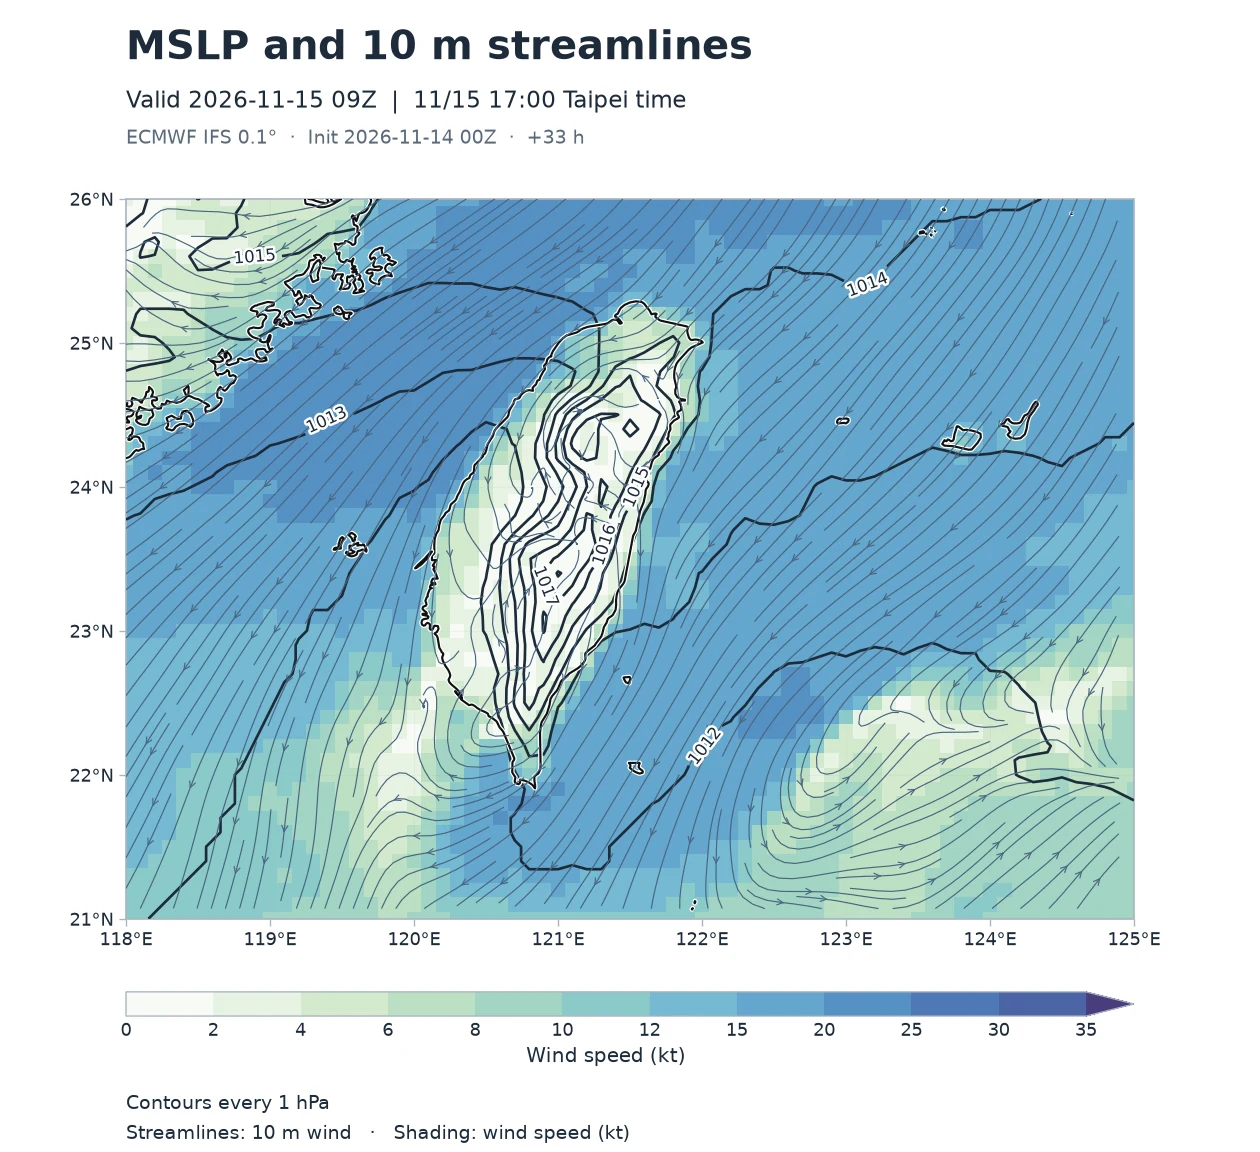 MSLP and 10 m streamlines
Valid 2026-11-15 09Z | 11/15 17:00 Taipei time
ECMWF IFS 0.1° · Init 2026-11-14 00Z · +33 h
26°N
25°N
24°N
23°N
22°N
21°N
1015
1014
1013
1015
1016
1017
1012
118°E 119°E 120°E 121°E 122°E 123°E 124°E 125°E
0 2 4 6 8 10 12 15 20 25 30 35
Wind speed (kt)
Contours every 1 hPa
Streamlines: 10 m wind · Shading: wind speed (kt)